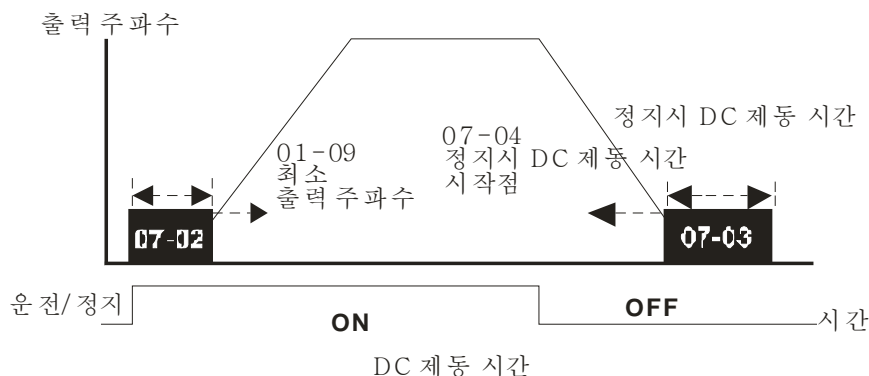 출력 주파수
정지시 DC 제동 시간
01-09
최소
출력 주파수
07-04
정지시 DC 제동 시간
시작점
07-02
07-03
운전/정지
ON
OFF
시간
DC 제동 시간